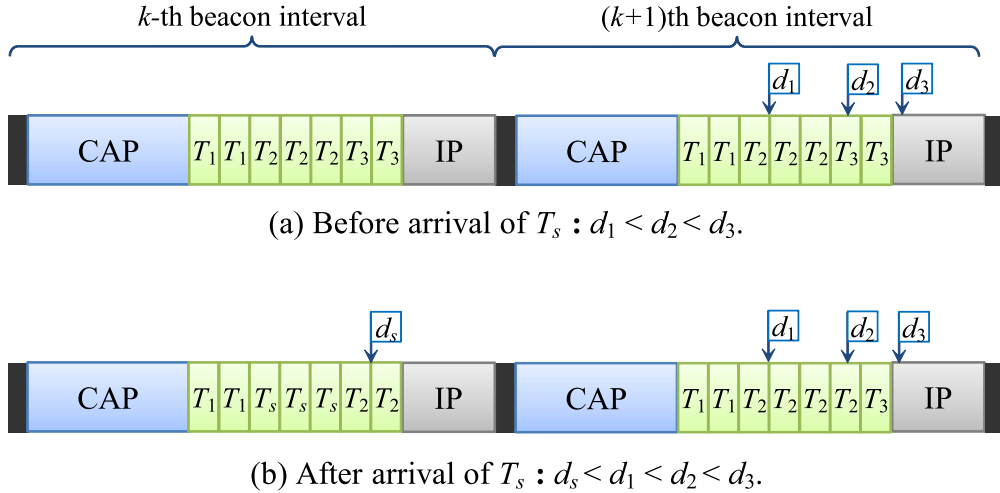 k-th beacon interval (k+1)th beacon interval
d₁ d₂ d₃
CAP T₁ T₁ T₂ T₂ T₂ T₃ T₃ IP CAP T₁ T₁ T₂ T₂ T₂ T₃ T₃ IP
(a) Before arrival of Tₛ : d₁ < d₂ < d₃.
dₛ d₁ d₂ d₃
CAP T₁ T₁ Tₛ Tₛ Tₛ T₂ T₂ IP CAP T₁ T₁ T₂ T₂ T₂ T₂ T₃ IP
(b) After arrival of Tₛ : dₛ < d₁ < d₂ < d₃.